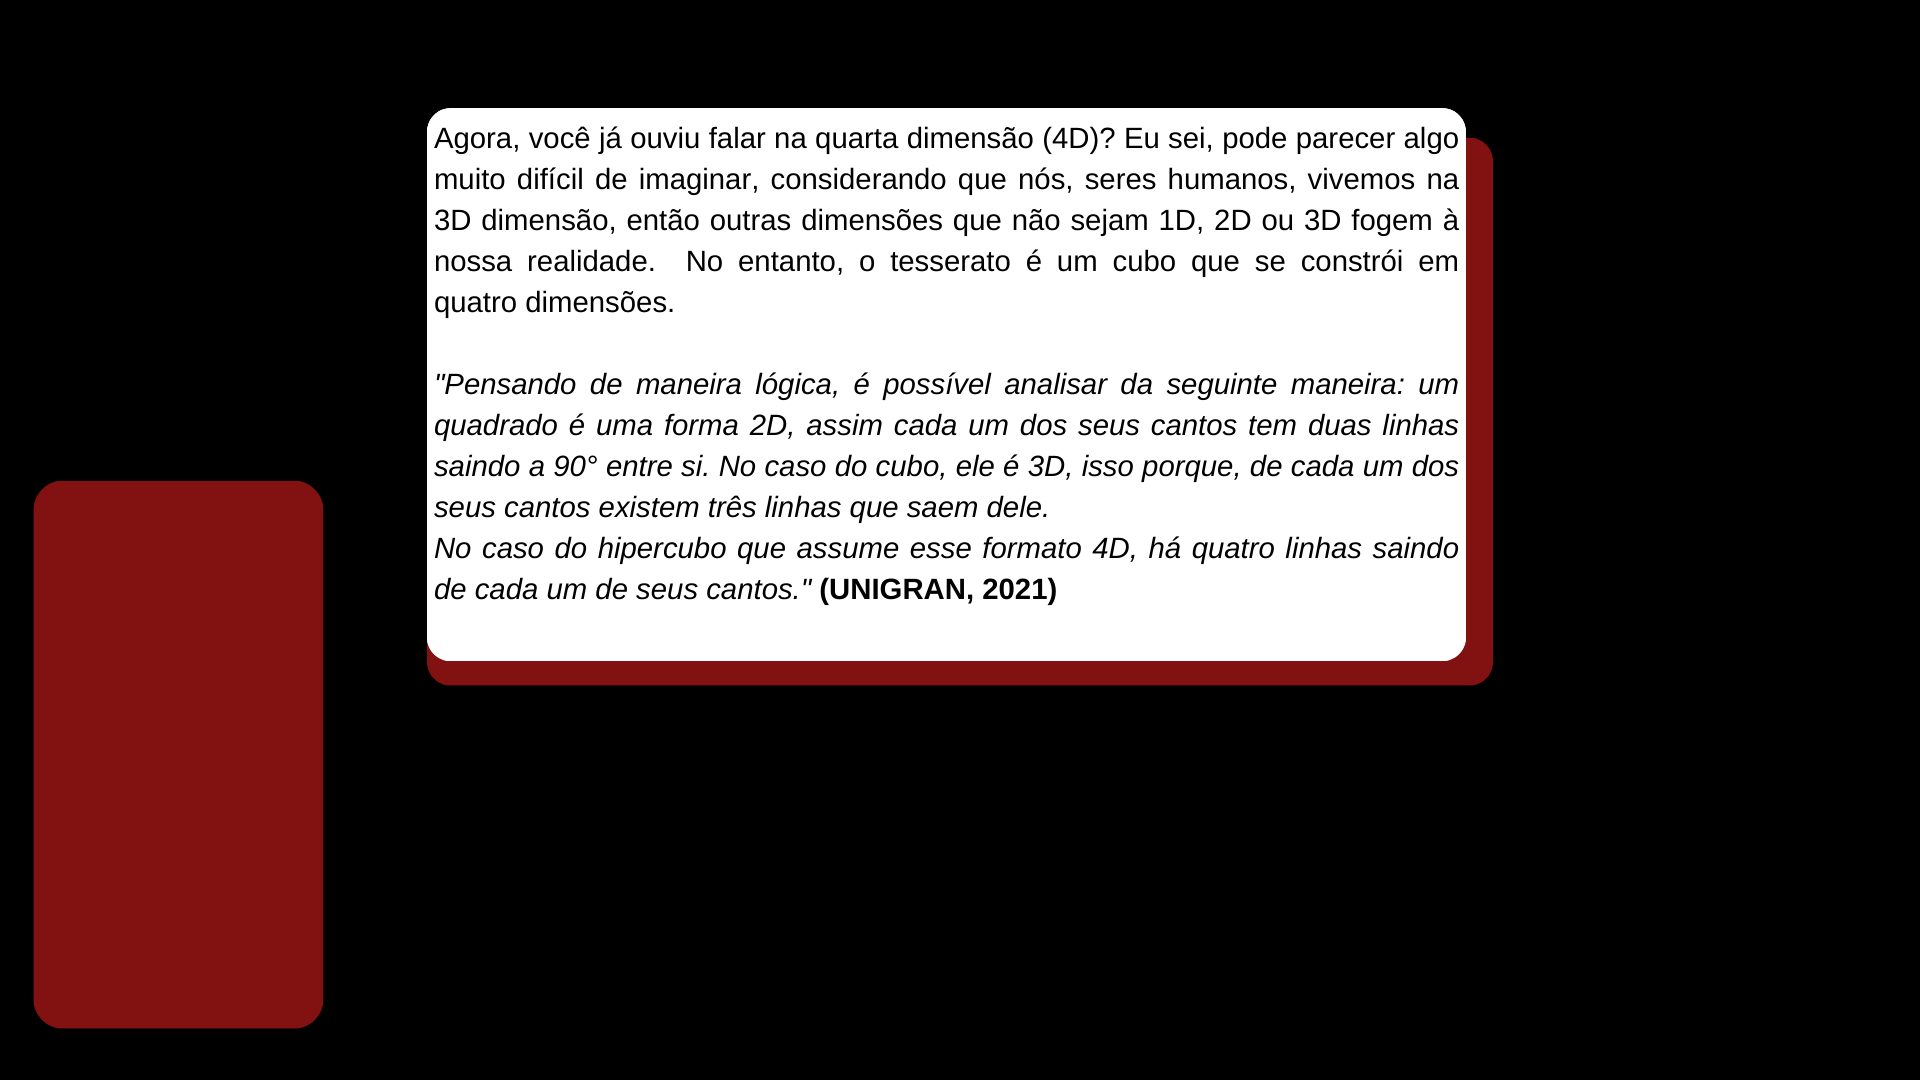 Agora, você já ouviu falar na quarta dimensão (4D)? Eu sei, pode parecer algo
muito difícil de imaginar, considerando que nós, seres humanos, vivemos na
3D dimensão, então outras dimensões que não sejam 1D, 2D ou 3D fogem à
nossa realidade.  No entanto, o tesserato é um cubo que se constrói em
quatro dimensões.
"Pensando de maneira lógica, é possível analisar da seguinte maneira: um
quadrado é uma forma 2D, assim cada um dos seus cantos tem duas linhas
saindo a 90° entre si. No caso do cubo, ele é 3D, isso porque, de cada um dos
seus cantos existem três linhas que saem dele.
No caso do hipercubo que assume esse formato 4D, há quatro linhas saindo
de cada um de seus cantos." (UNIGRAN, 2021)